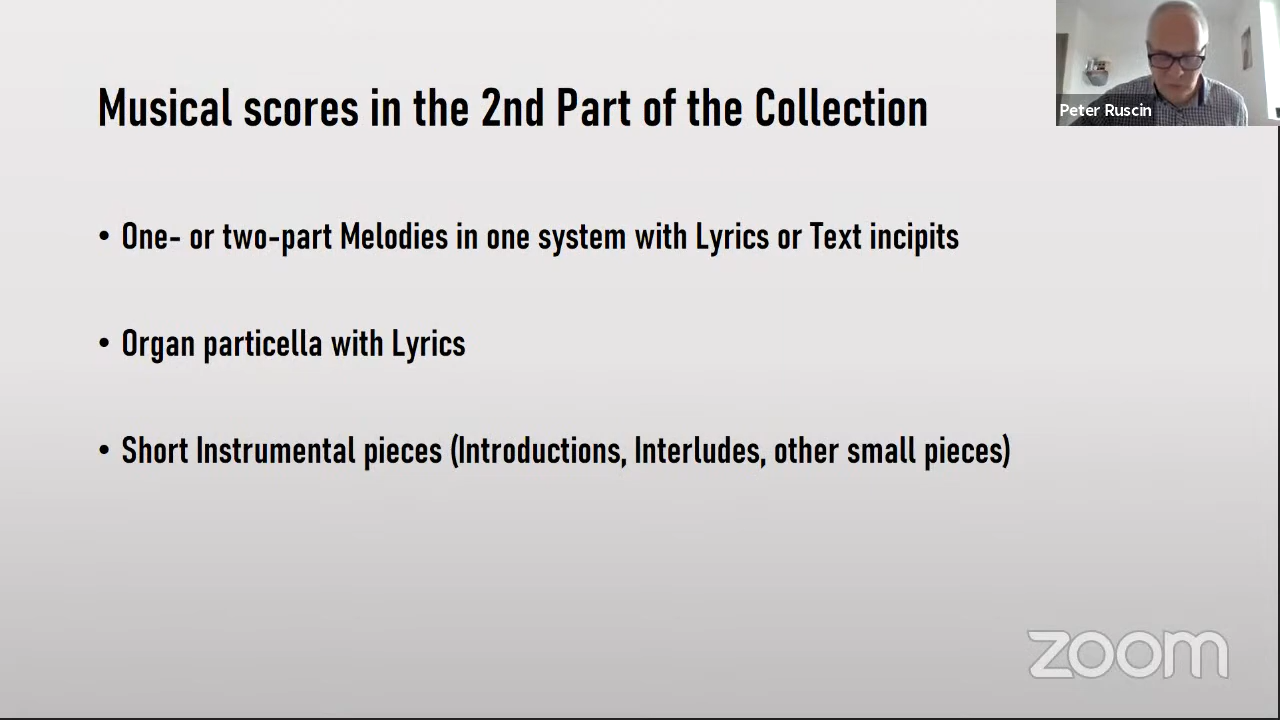 Musical scores in the 2nd Part of the Collection
Peter Ruscin
• One- or two-part Melodies in one system with Lyrics or Text incipits
• Organ particella with Lyrics
• Short Instrumental pieces (Introductions, Interludes, other small pieces)
zoom